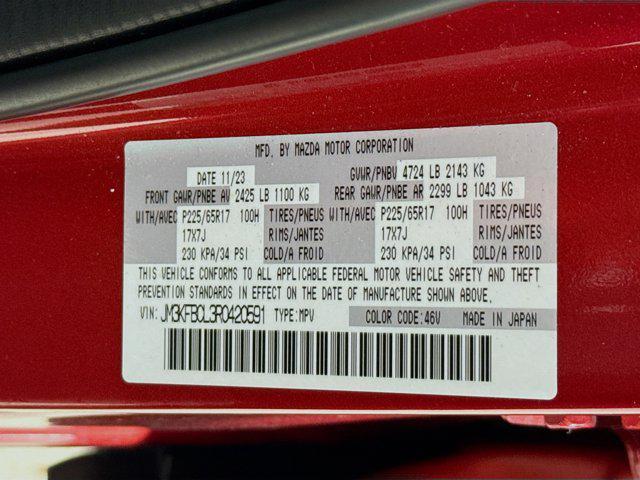 MFD. BY MAZDA MOTOR CORPORATION
DATE 11/23 GVWR/PNBV 4724 LB 2143 KG
FRONT GAWR/PNBE AV 2425 LB 1100 KG REAR GAWR/PNBE AR 2299 LB 1043 KG
WITH/AVEC P225/65R17 100H TIRES/PNEUS WITH/AVEC P225/65R17 100H TIRES/PNEUS
17X7J RIMS/JANTES 17X7J RIMS/JANTES
230 KPA/34 PSI COLD/A FROID 230 KPA/34 PSI COLD/A FROID
THIS VEHICLE CONFORMS TO ALL APPLICABLE FEDERAL MOTOR VEHICLE SAFETY AND THEFT
PREVENTION STANDARDS IN EFFECT ON THE DATE OF MANUFACTURE SHOWN ABOVE.
VIN: JM3KFBCL3R0420591 TYPE:MPV COLOR CODE:46V MADE IN JAPAN